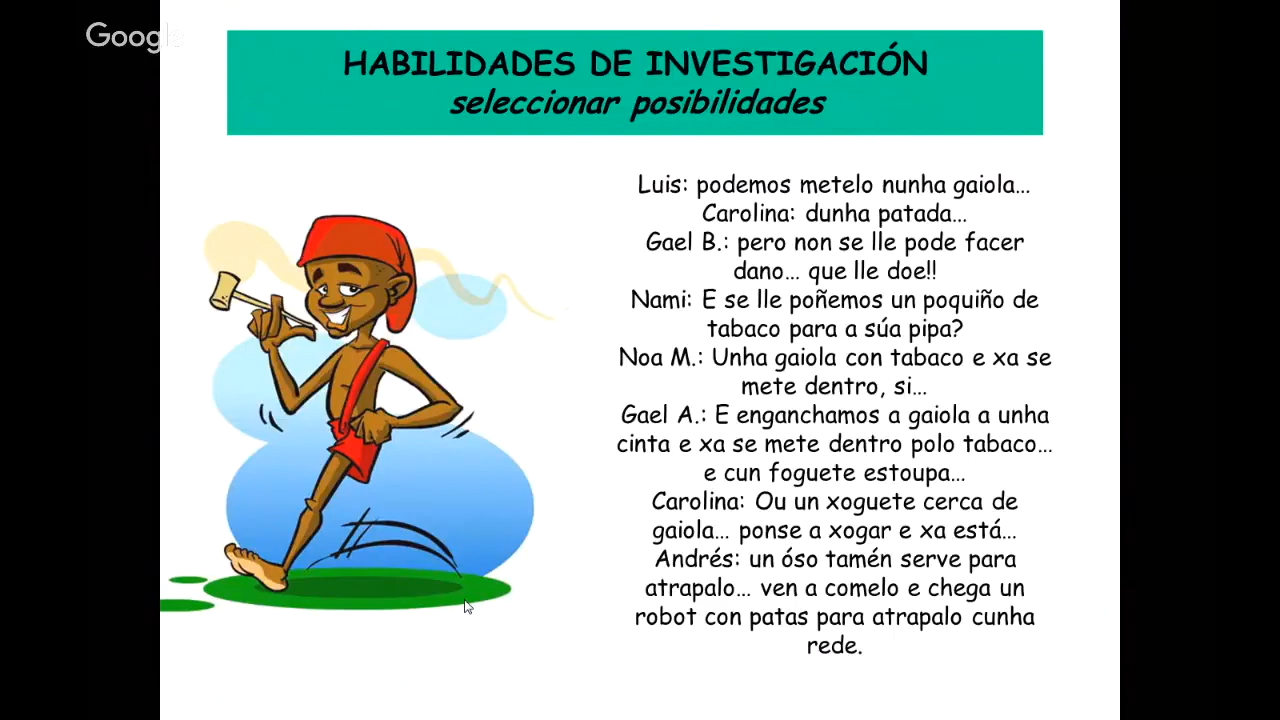 Google
HABILIDADES DE INVESTIGACIÓN
seleccionar posibilidades
Luis: podemos metelo nunha gaiola...
Carolina: dunha patada...
Gael B.: pero non se lle pode facer
dano... que lle doe!!
Nami: E se lle poñemos un poquiño de
tabaco para a súa pipa?
Noa M.: Unha gaiola con tabaco e xa se
mete dentro, si...
Gael A.: E enganchamos a gaiola a unha
cinta e xa se mete dentro polo tabaco...
e cun foguete estoupa...
Carolina: Ou un xoguete cerca de
gaiola... ponse a xogar e xa está...
Andrés: un óso tamén serve para
atrapalo... ven a comelo e chega un
robot con patas para atrapalo cunha
rede.